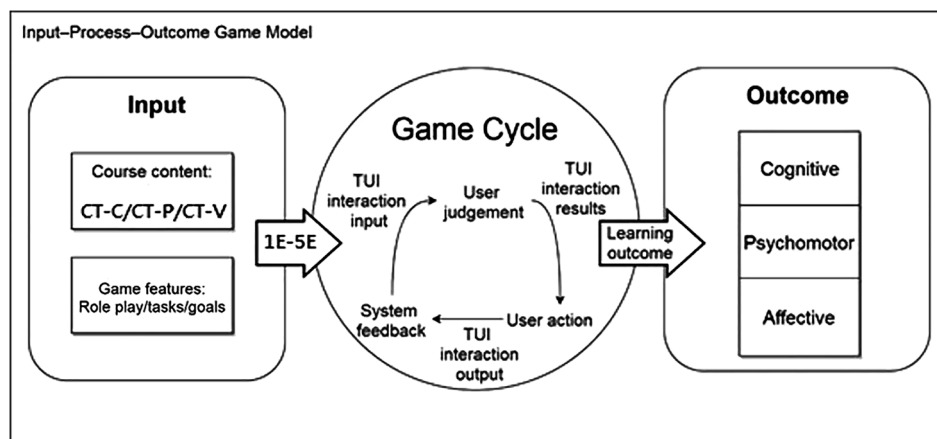 Input–Process–Outcome Game Model
Input
Course content:
CT-C/CT-P/CT-V
Game features:
Role play/tasks/goals
1E-5E
Game Cycle
TUI
interaction
input
User
judgement
TUI
interaction
results
User action
TUI
interaction
output
System
feedback
Learning
outcome
Outcome
Cognitive
Psychomotor
Affective